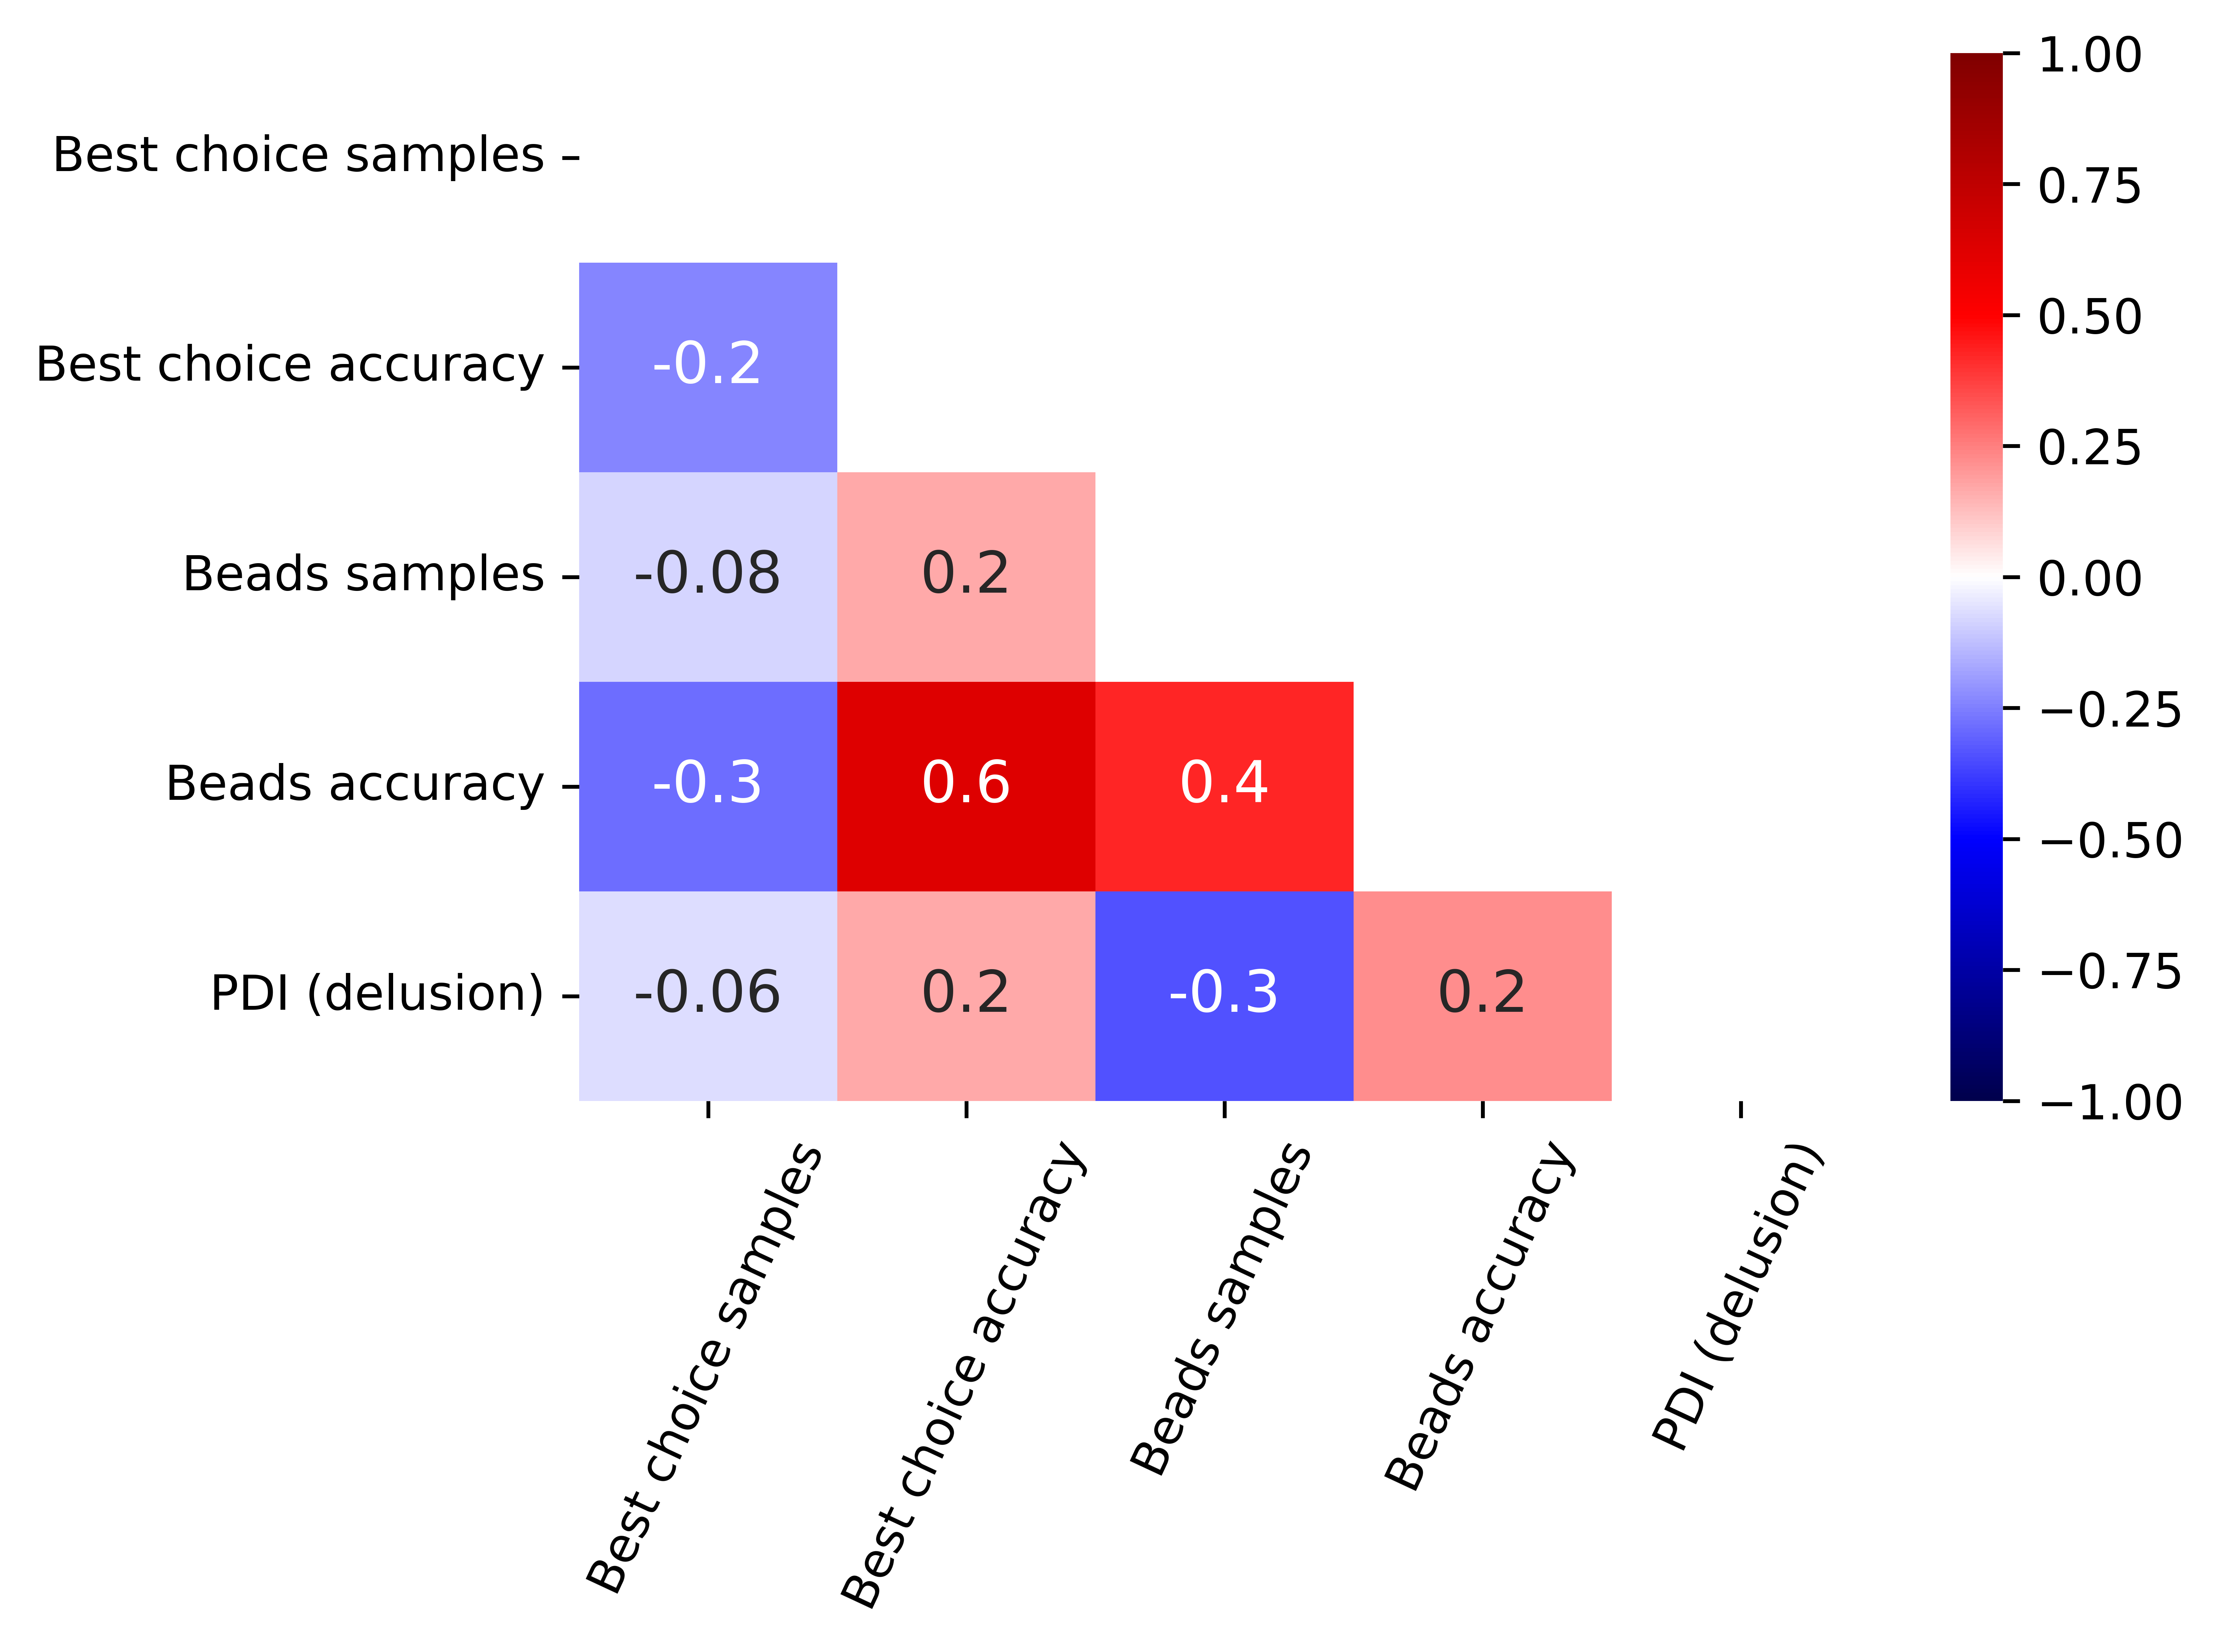 Best choice samples
Best choice accuracy -0.2
Beads samples -0.08 0.2
Beads accuracy -0.3 0.6 0.4
PDI (delusion) -0.06 0.2 -0.3 0.2
Best choice samples
Best choice accuracy
Beads samples
Beads accuracy
PDI (delusion)
1.00
0.75
0.50
0.25
0.00
−0.25
−0.50
−0.75
−1.00